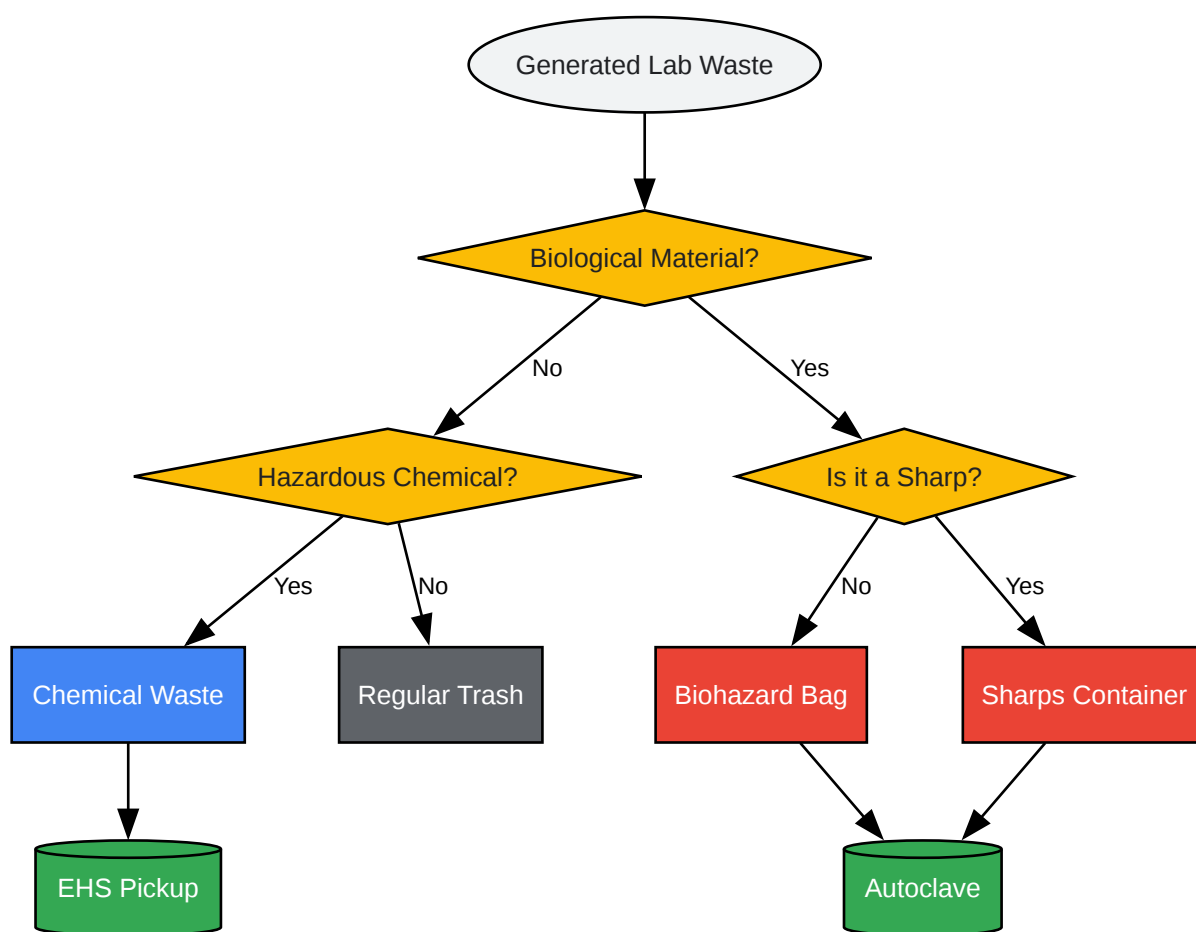 Generated Lab Waste
Biological Material?
No
Yes
Hazardous Chemical?
Is it a Sharp?
Yes
No
No
Yes
Chemical Waste
Regular Trash
Biohazard Bag
Sharps Container
EHS Pickup
Autoclave